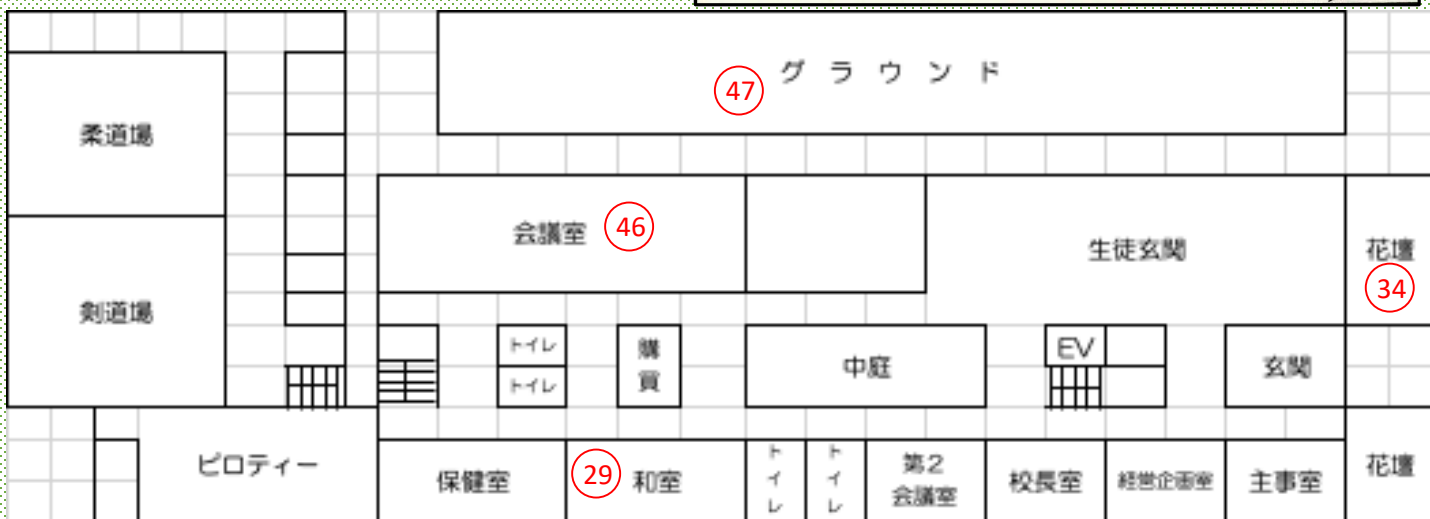 グラウンド
47
柔道場
会議室
46
生徒玄関
花壇
34
剣道場
トイレ
トイレ
購買
中庭
EV
玄関
ピロティー
保健室
29
和室
トイレ
トイレ
第2
会議室
校長室
経営企画室
主事室
花壇